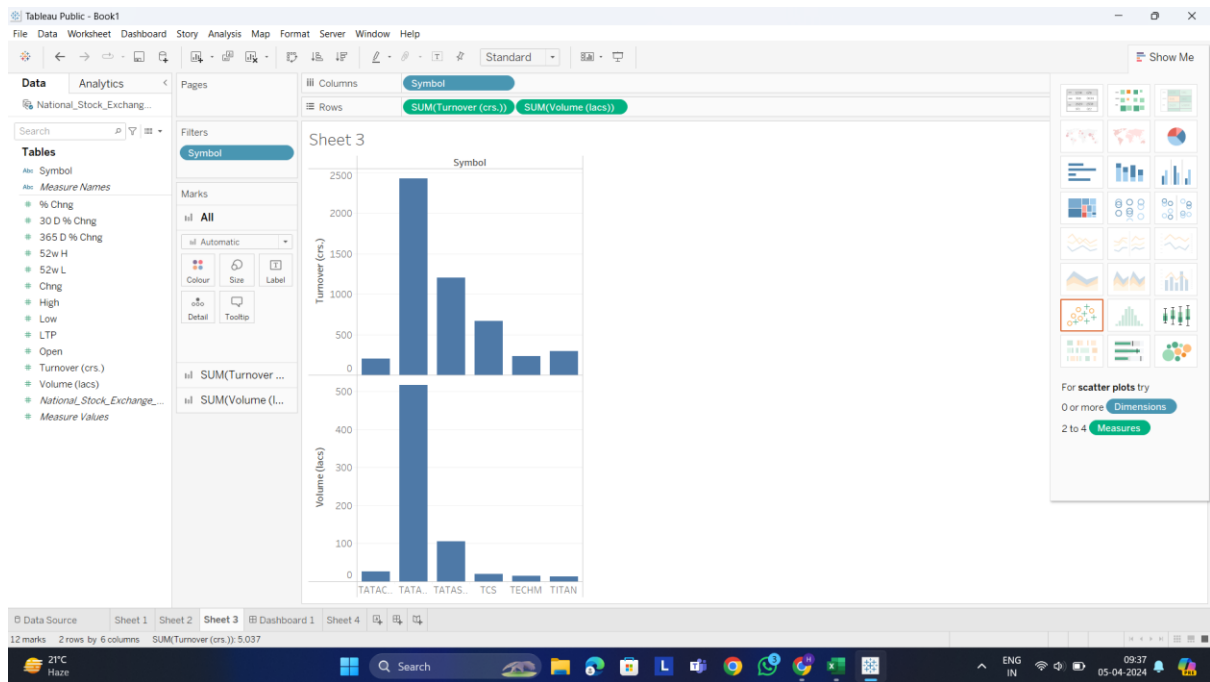 Tableau Public - Book1
File Data Worksheet Dashboard Story Analysis Map Format Server Window Help
Standard
Show Me
Data Analytics
National_Stock_Exchang...
Search
Tables
Abc Symbol
Abc Measure Names
# % Chng
# 30 D % Chng
# 365 D % Chng
# 52w H
# 52w L
# Chng
# High
# Low
# LTP
# Open
# Turnover (crs.)
# Volume (lacs)
# National_Stock_Exchange_...
# Measure Values
Pages
Filters
Symbol
Marks
All
Automatic
Colour Size Label
Detail Tooltip
SUM(Turnover ...
SUM(Volume (l...
Columns Symbol
Rows SUM(Turnover (crs.)) SUM(Volume (lacs))
Sheet 3
Symbol
Turnover (crs.)
2500
2000
1500
1000
500
0
Volume (lacs)
500
400
300
200
100
0
TATAC.. TATA.. TATAS.. TCS TECHM TITAN
For scatter plots try
0 or more Dimensions
2 to 4 Measures
Data Source Sheet 1 Sheet 2 Sheet 3 Dashboard 1 Sheet 4
12 marks 2 rows by 6 columns SUM(Turnover (crs.)): 5,037
21°C
Haze
Search
ENG
IN
09:37
05-04-2024